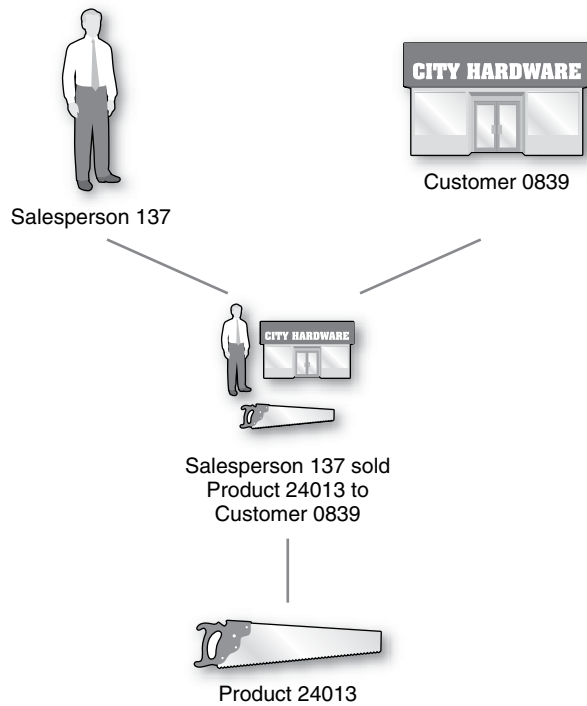 CITY HARDWARE
Customer 0839
Salesperson 137
CITY HARDWARE
Salesperson 137 sold
Product 24013 to
Customer 0839
Product 24013